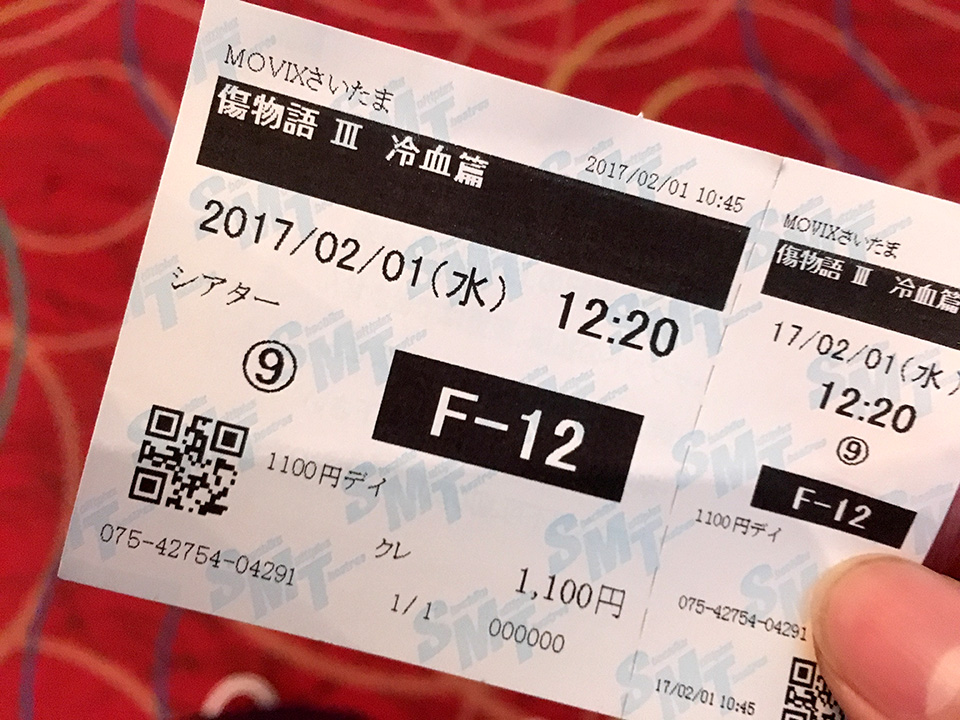 MOVIXさいたま
傷物語 Ⅲ 冷血篇
2017/02/01 10:45
2017/02/01(水) 12:20
シアター
⑨
F-12
1100円デイ
075-42754-04291
クレ
1,100円
1/1
000000
MOVIXさいたま
傷物語 Ⅲ 冷血篇
17/02/01(水)
12:20
⑨
F-12
1100円デイ
075-42754-04291
17/02/01 10:45
SMT